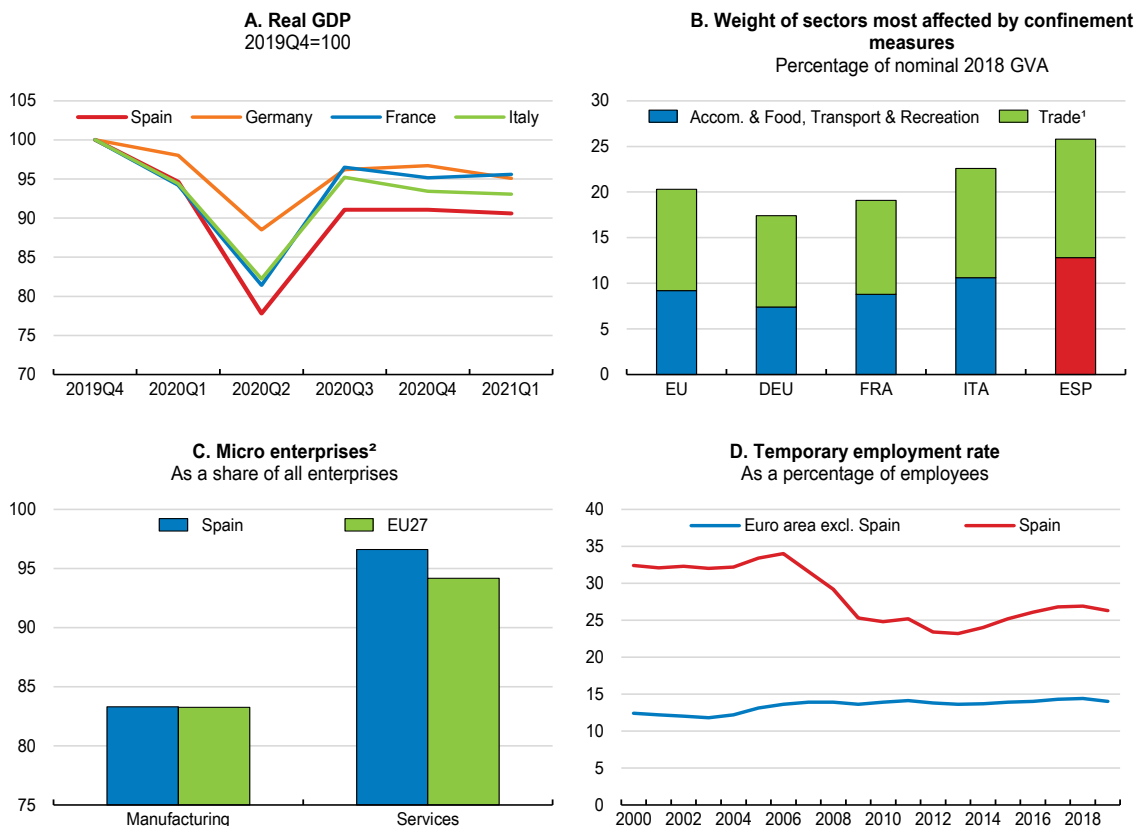 A. Real GDP
2019Q4=100
105
100
95
90
85
80
75
70
Spain Germany France Italy
2019Q4 2020Q1 2020Q2 2020Q3 2020Q4 2021Q1
B. Weight of sectors most affected by confinement
measures
Percentage of nominal 2018 GVA
30
25
20
15
10
5
0
Accom. & Food, Transport & Recreation Trade¹
EU DEU FRA ITA ESP
C. Micro enterprises²
As a share of all enterprises
100
95
90
85
80
75
Spain EU27
Manufacturing Services
D. Temporary employment rate
As a percentage of employees
40
35
30
25
20
15
10
5
0
Euro area excl. Spain Spain
2000 2002 2004 2006 2008 2010 2012 2014 2016 2018